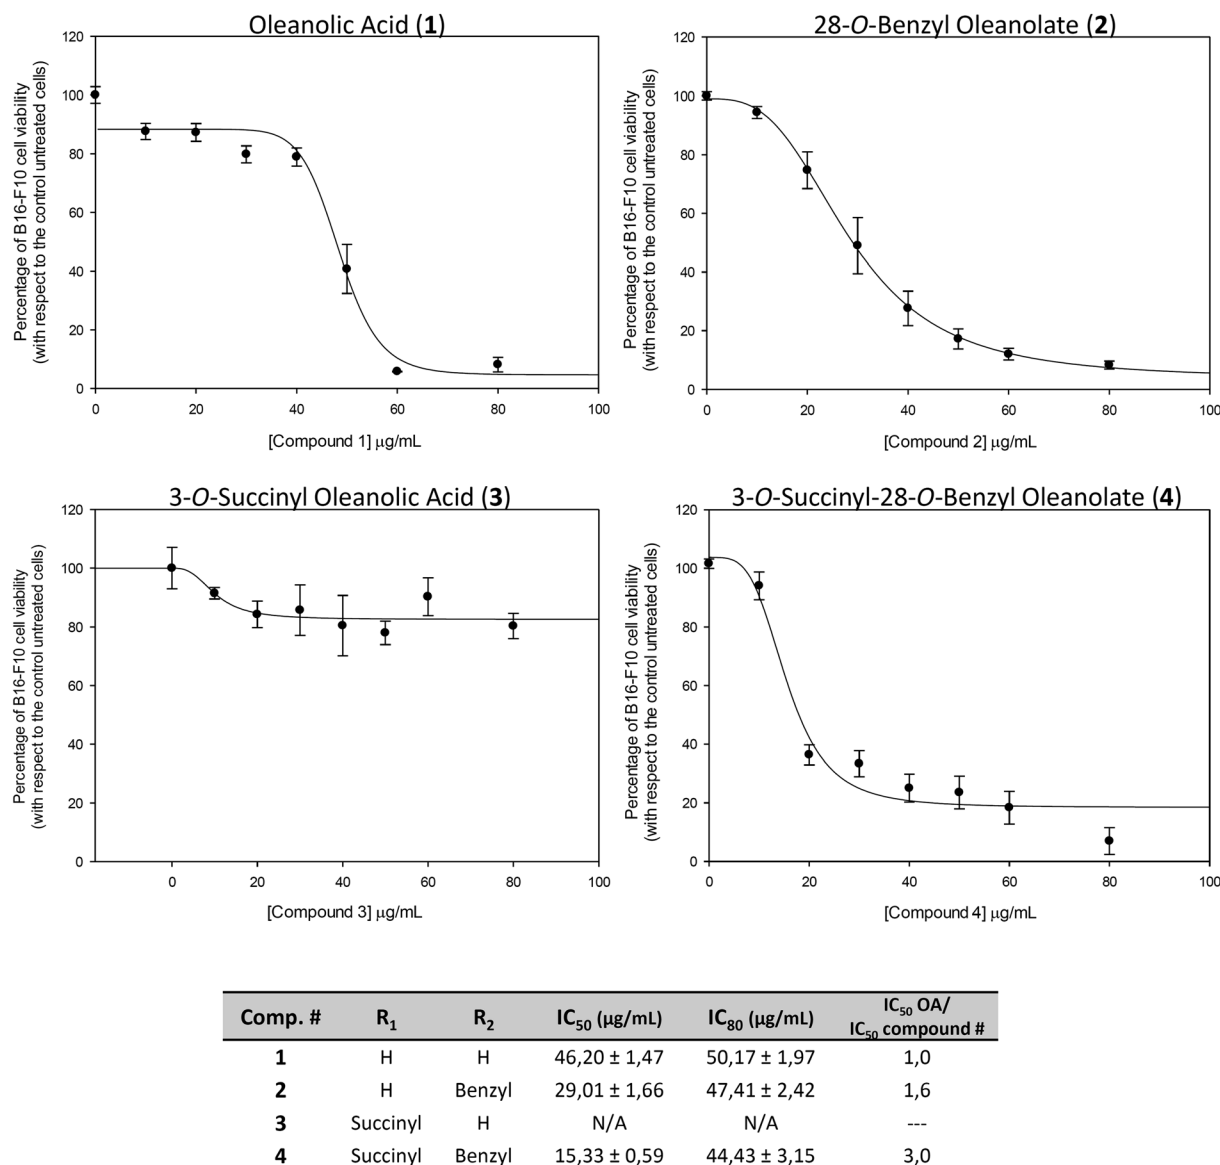 Oleanolic Acid (1)
Percentage of B16-F10 cell viability
(with respect to the control untreated cells)
120
100
80
60
40
20
0
0 20 40 60 80 100
[Compound 1] μg/mL
28-O-Benzyl Oleanolate (2)
Percentage of B16-F10 cell viability
(with respect to the control untreated cells)
120
100
80
60
40
20
0
0 20 40 60 80 100
[Compound 2] μg/mL
3-O-Succinyl Oleanolic Acid (3)
Percentage of B16-F10 cell viability
(with respect to the control untreated cells)
120
100
80
60
40
20
0
0 20 40 60 80 100
[Compound 3] μg/mL
3-O-Succinyl-28-O-Benzyl Oleanolate (4)
Percentage of B16-F10 cell viability
(with respect to the control untreated cells)
120
100
80
60
40
20
0
0 20 40 60 80 100
[Compound 4] μg/mL
Comp. # R1 R2 IC50 (μg/mL) IC80 (μg/mL) IC50 OA/
IC50 compound #
1 H H 46,20 ± 1,47 50,17 ± 1,97 1,0
2 H Benzyl 29,01 ± 1,66 47,41 ± 2,42 1,6
3 Succinyl H N/A N/A ---
4 Succinyl Benzyl 15,33 ± 0,59 44,43 ± 3,15 3,0